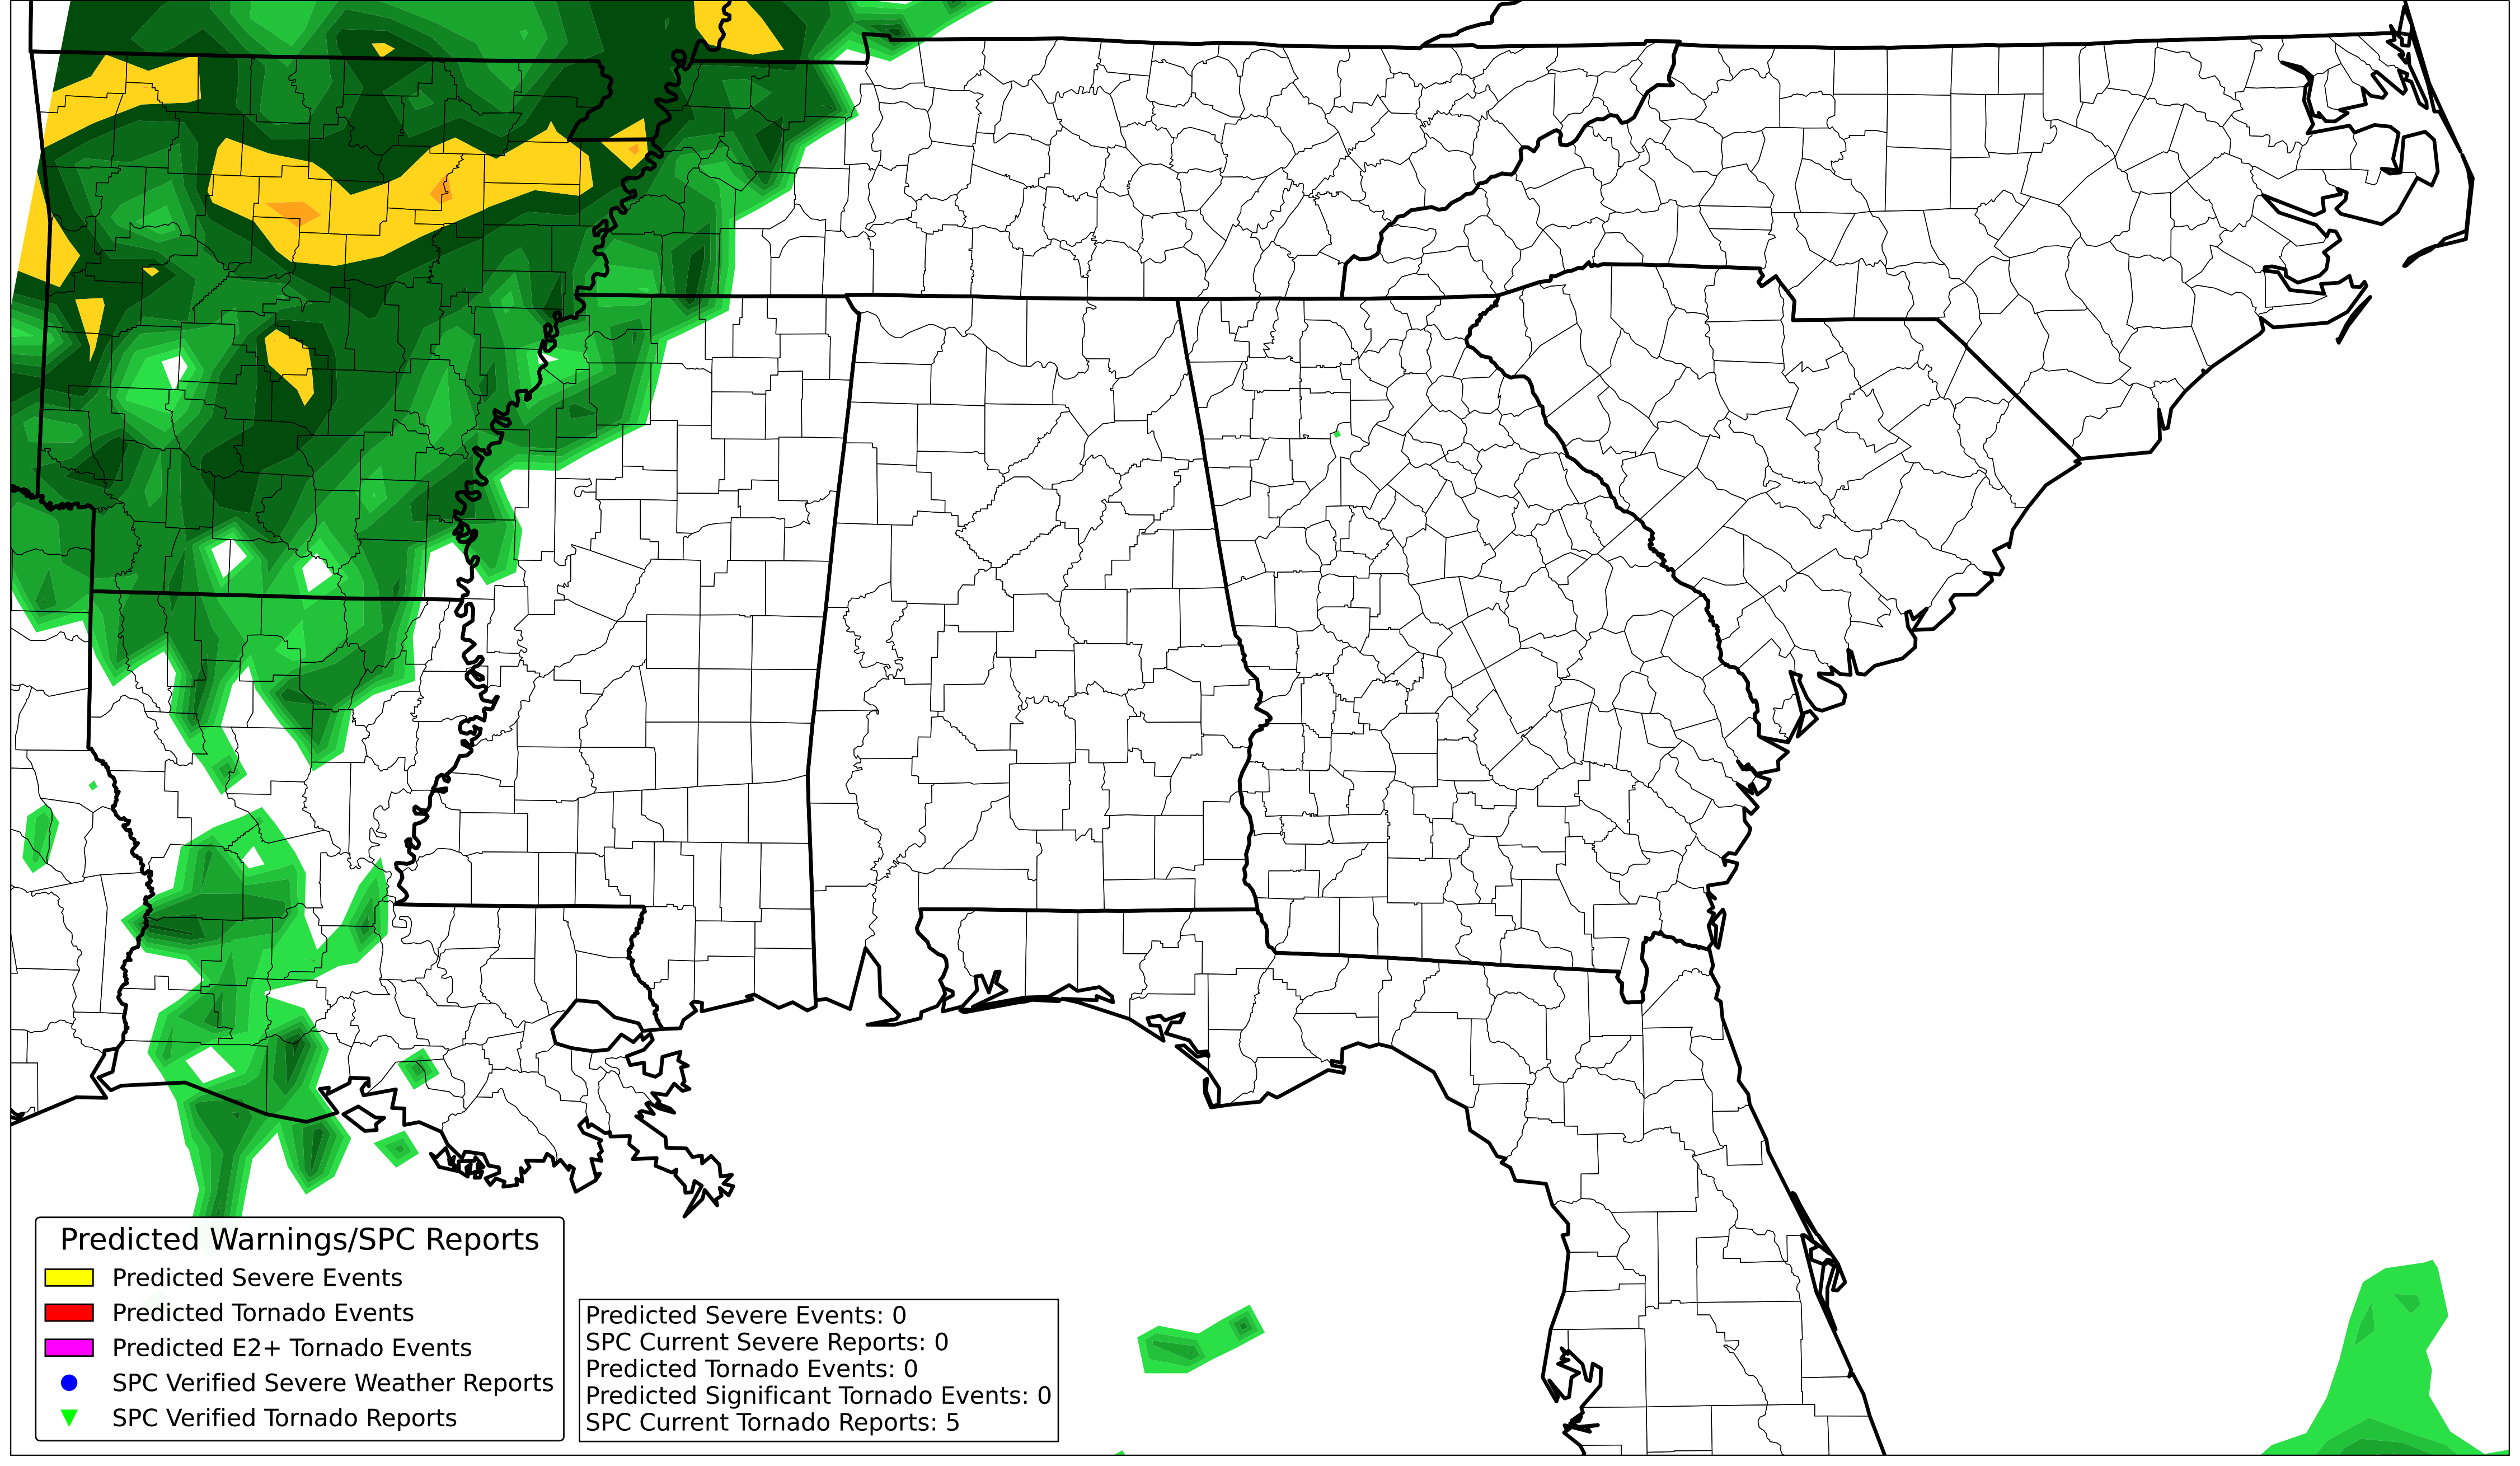 Predicted Warnings/SPC Reports
Predicted Severe Events
Predicted Tornado Events
Predicted E2+ Tornado Events
SPC Verified Severe Weather Reports
SPC Verified Tornado Reports
Predicted Severe Events: 0
SPC Current Severe Reports: 0
Predicted Tornado Events: 0
Predicted Significant Tornado Events: 0
SPC Current Tornado Reports: 5